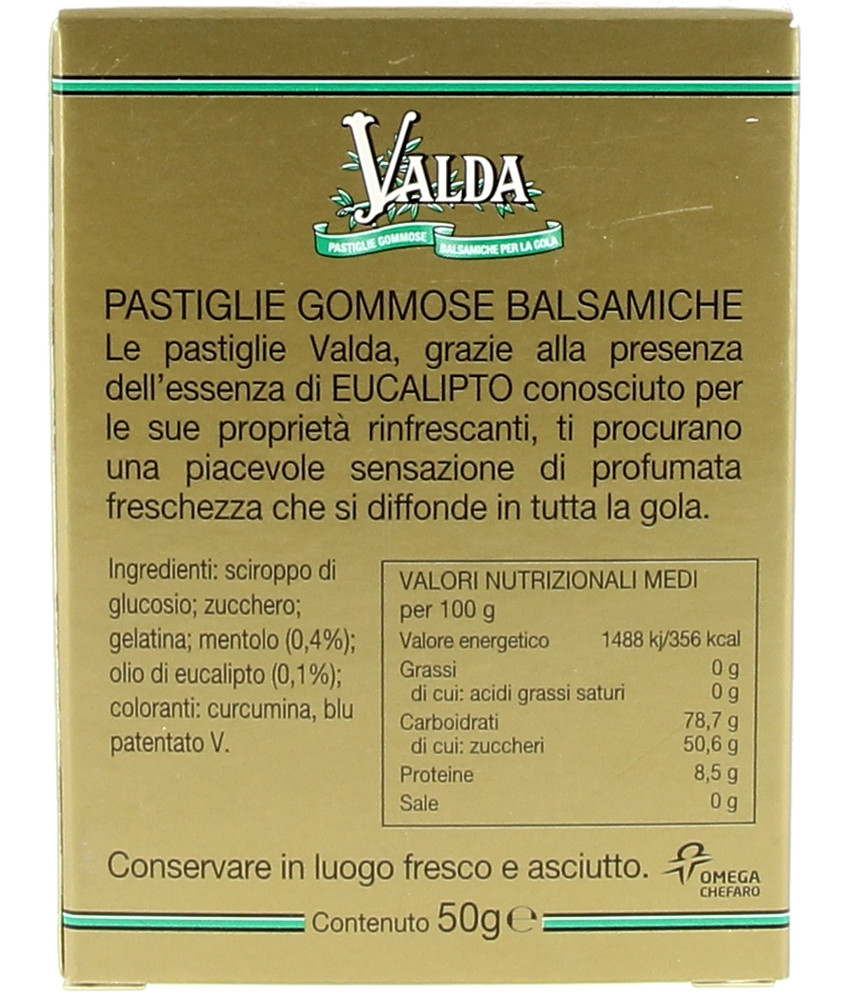 VALDA
PASTIGLIE GOMMOSE BALSAMICHE PER LA GOLA
PASTIGLIE GOMMOSE BALSAMICHE
Le pastiglie Valda, grazie alla presenza
dell'essenza di EUCALIPTO conosciuto per
le sue proprietà rinfrescanti, ti procurano
una piacevole sensazione di profumata
freschezza che si diffonde in tutta la gola.
Ingredienti: sciroppo di
glucosio; zucchero;
gelatina; mentolo (0,4%);
olio di eucalipto (0,1%);
coloranti: curcumina, blu
patentato V.
VALORI NUTRIZIONALI MEDI
per 100 g
Valore energetico 1488 kj/356 kcal
Grassi 0 g
di cui: acidi grassi saturi 0 g
Carboidrati 78,7 g
di cui: zuccheri 50,6 g
Proteine 8,5 g
Sale 0 g
Conservare in luogo fresco e asciutto.
OMEGA
CHEFARO
Contenuto 50g ℮